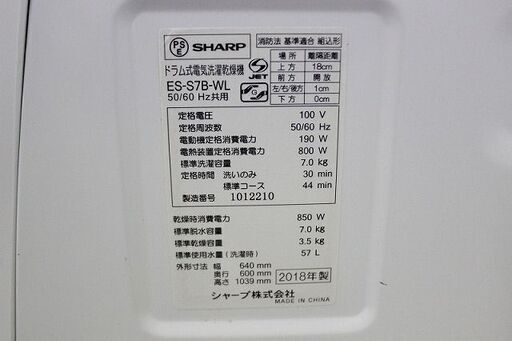 PS E SHARP
ドラム式電気洗濯乾燥機
ES-S7B-WL
50/60 Hz共用
S JET
G
消防法 基準適合 組込形
場所 離隔距離
上方 18cm
前方 開放
左/右/後方 1cm
下方 0cm
定格電圧 100 V
定格周波数 50/60 Hz
電動機定格消費電力 190 W
電熱装置定格消費電力 800 W
標準洗濯容量 7.0 kg
定格時間 洗いのみ 30 min
標準コース 44 min
製造番号 1012210
乾燥時消費電力 850 W
標準脱水容量 7.0 kg
標準乾燥容量 3.5 kg
標準使用水量(洗濯時) 57 L
外形寸法 幅 640 mm
奥行 600 mm
高さ 1039 mm
2018年製
シャープ株式会社
MADE IN CHINA